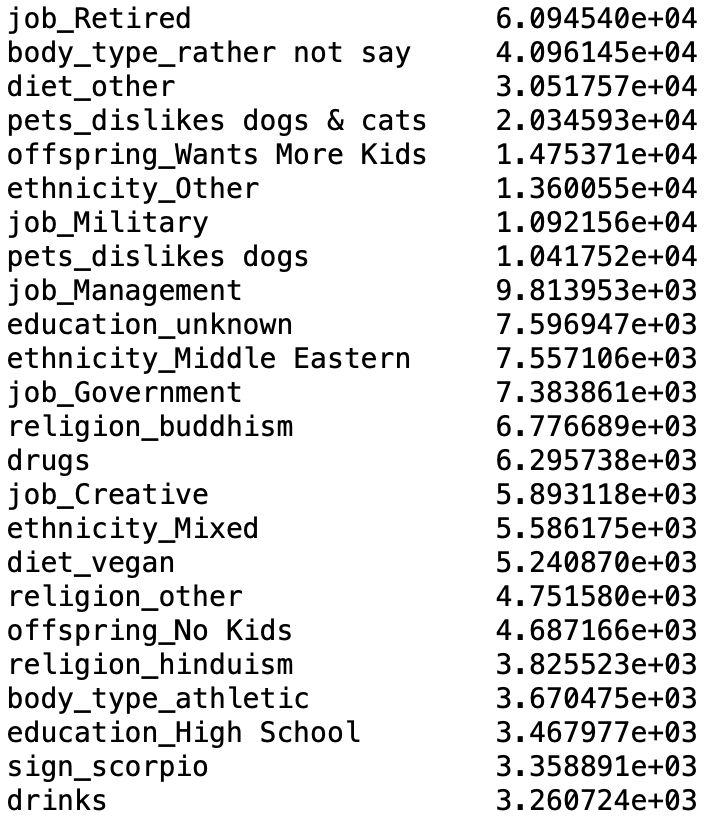 job_Retired 6.094540e+04
body_type_rather not say 4.096145e+04
diet_other 3.051757e+04
pets_dislikes dogs & cats 2.034593e+04
offspring_Wants More Kids 1.475371e+04
ethnicity_Other 1.360055e+04
job_Military 1.092156e+04
pets_dislikes dogs 1.041752e+04
job_Management 9.813953e+03
education_unknown 7.596947e+03
ethnicity_Middle Eastern 7.557106e+03
job_Government 7.383861e+03
religion_buddhism 6.776689e+03
drugs 6.295738e+03
job_Creative 5.893118e+03
ethnicity_Mixed 5.586175e+03
diet_vegan 5.240870e+03
religion_other 4.751580e+03
offspring_No Kids 4.687166e+03
religion_hinduism 3.825523e+03
body_type_athletic 3.670475e+03
education_High School 3.467977e+03
sign_scorpio 3.358891e+03
drinks 3.260724e+03